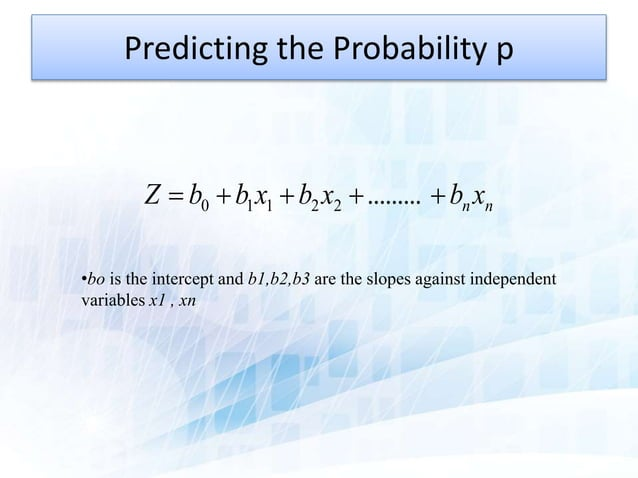 Predicting the Probability p
Z = b₀ + b₁x₁ + b₂x₂ + ......... + bₙxₙ
•bo is the intercept and b1,b2,b3 are the slopes against independent
variables x1 , xn